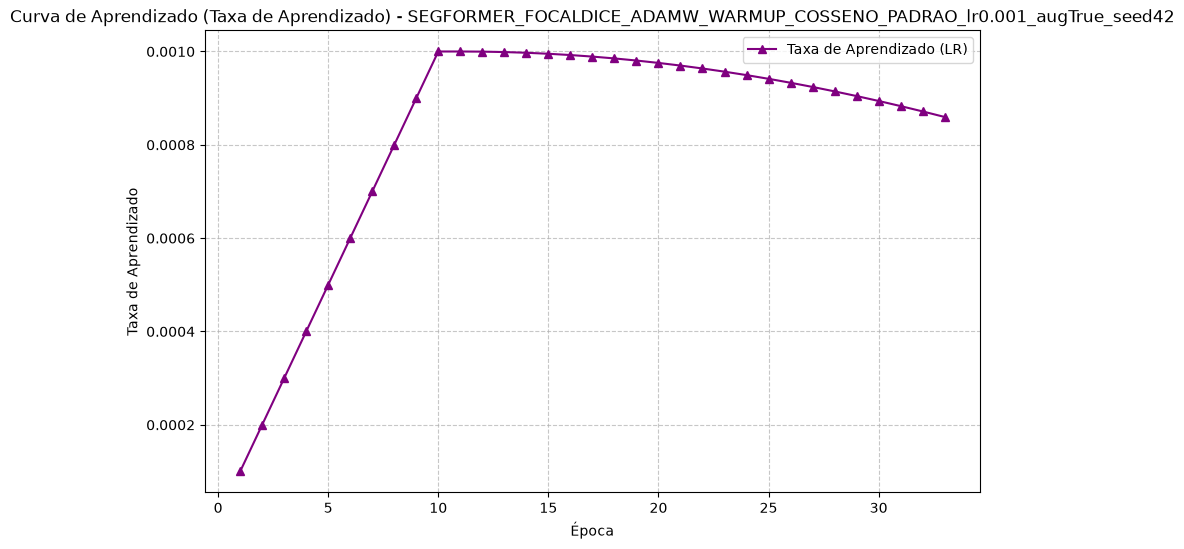 Curva de Aprendizado (Taxa de Aprendizado) - SEGFORMER_FOCALDICE_ADAMW_WARMUP_COSSENO_PADRAO_lr0.001_augTrue_seed42
Taxa de Aprendizado (LR)
Taxa de Aprendizado
0.0010
0.0008
0.0006
0.0004
0.0002
0 5 10 15 20 25 30
Época